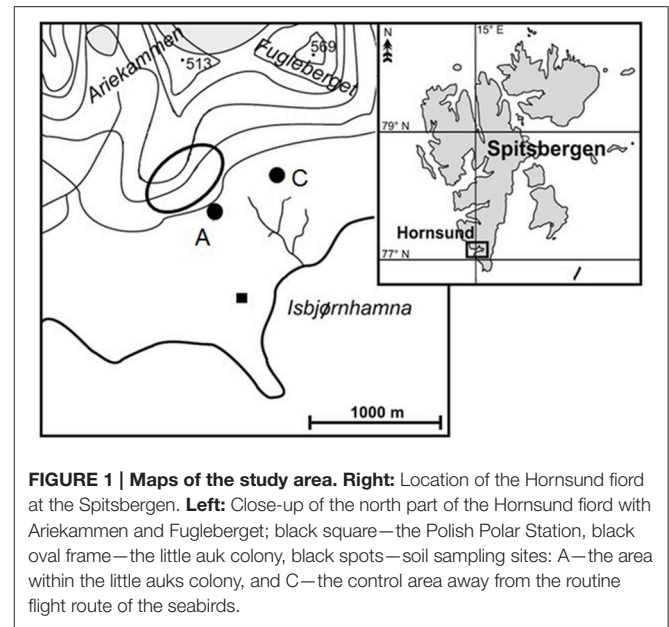 Ariekammen
513
Fugleberget
569
C
A
Isbjørnhamna
1000 m
N
15° E
79° N
Spitsbergen
Hornsund
77° N
FIGURE 1 | Maps of the study area. Right: Location of the Hornsund fiord
at the Spitsbergen. Left: Close-up of the north part of the Hornsund fiord with
Ariekammen and Fugleberget; black square—the Polish Polar Station, black
oval frame—the little auk colony, black spots—soil sampling sites: A—the area
within the little auks colony, and C—the control area away from the routine
flight route of the seabirds.